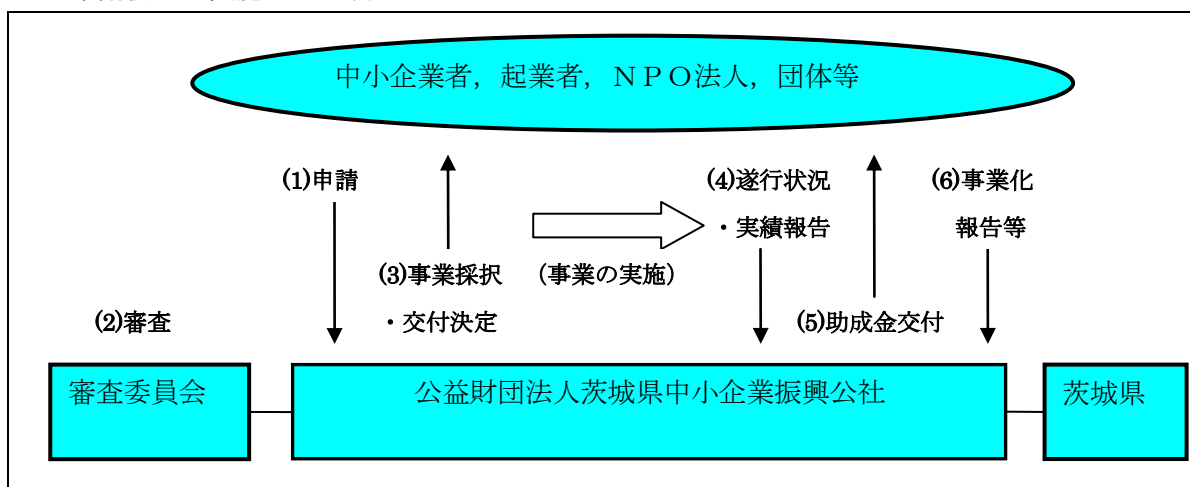 中小企業者，起業者，ＮＰＯ法人，団体等
(1)申請
(4)遂行状況
・実績報告
(6)事業化
報告等
(3)事業採択
・交付決定
（事業の実施）
(2)審査
(5)助成金交付
審査委員会
公益財団法人茨城県中小企業振興公社
茨城県